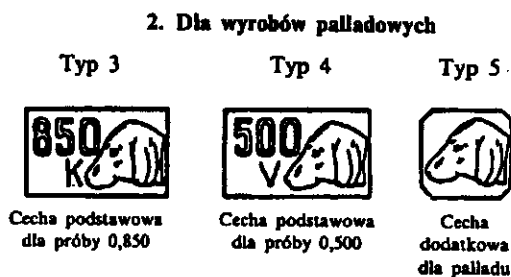 2. Dla wyrobów palladowych
Typ 3 Typ 4 Typ 5
850
K
500
V
Cecha podstawowa
dla próby 0,850
Cecha podstawowa
dla próby 0,500
Cecha
dodatkowa
dla palladu